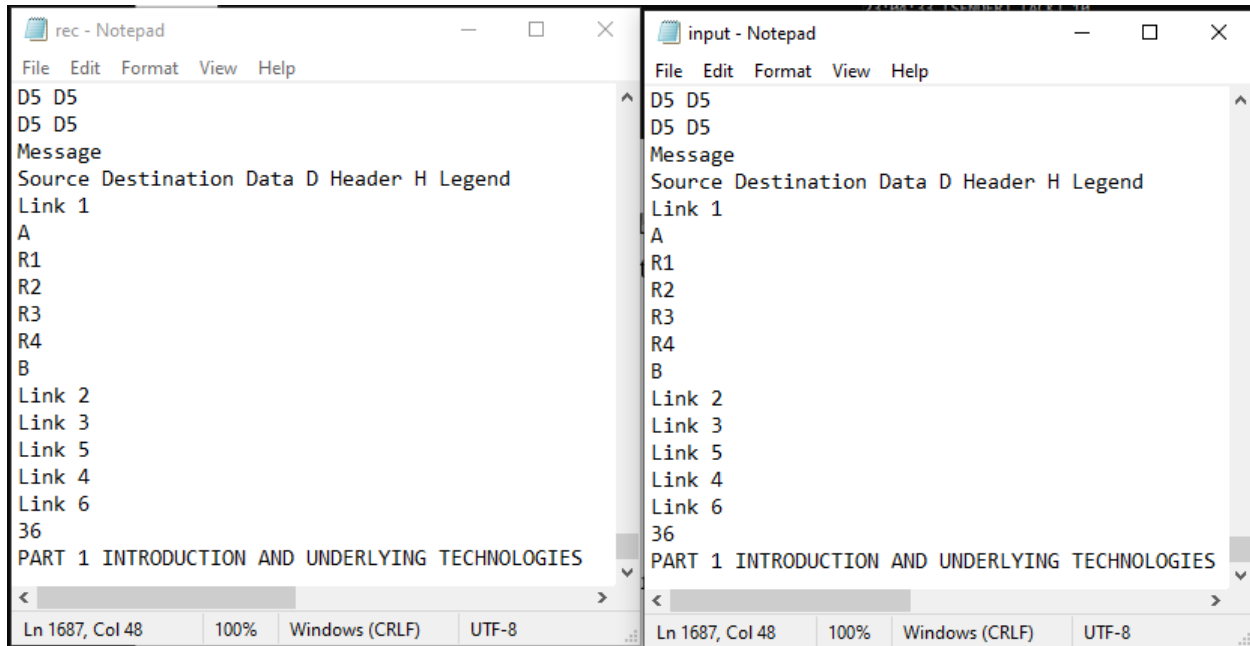 rec - Notepad
File Edit Format View Help
D5 D5
D5 D5
Message
Source Destination Data D Header H Legend
Link 1
A
R1
R2
R3
R4
B
Link 2
Link 3
Link 5
Link 4
Link 6
36
PART 1 INTRODUCTION AND UNDERLYING TECHNOLOGIES
Ln 1687, Col 48 100% Windows (CRLF) UTF-8
input - Notepad
File Edit Format View Help
D5 D5
D5 D5
Message
Source Destination Data D Header H Legend
Link 1
A
R1
R2
R3
R4
B
Link 2
Link 3
Link 5
Link 4
Link 6
36
PART 1 INTRODUCTION AND UNDERLYING TECHNOLOGIES
Ln 1687, Col 48 100% Windows (CRLF) UTF-8